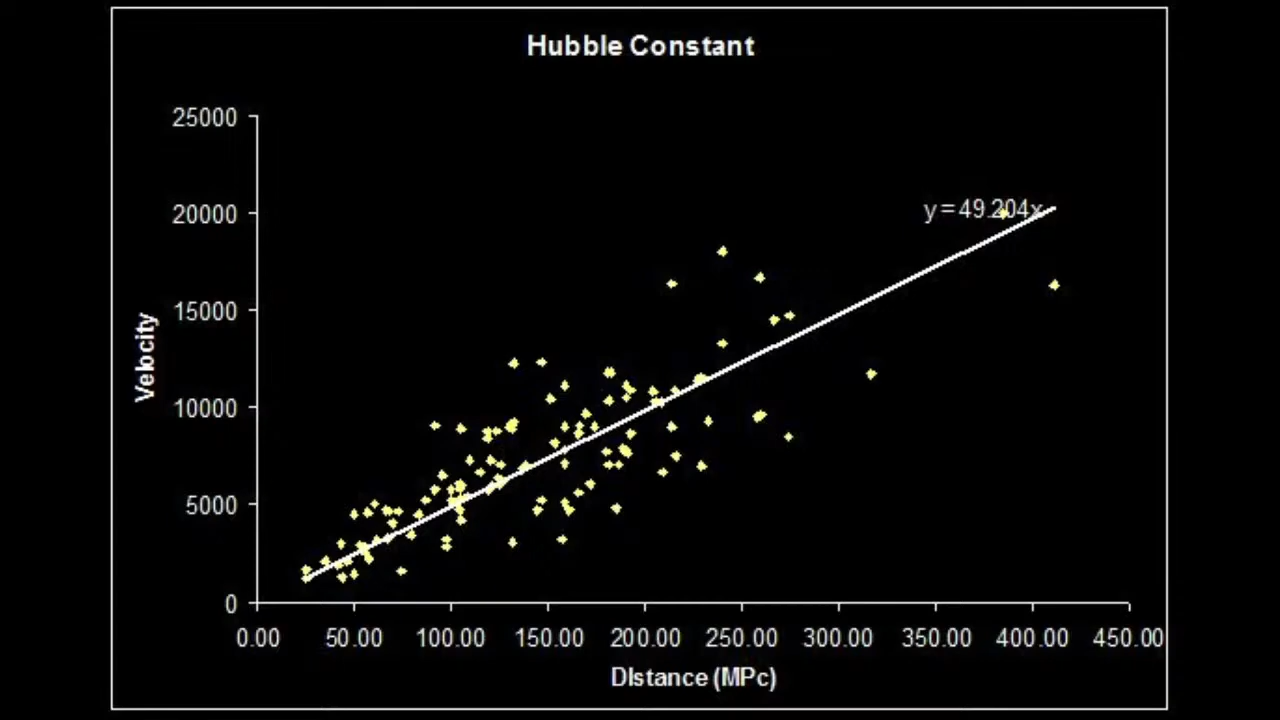 Hubble Constant
25000
20000
15000
10000
5000
0
Velocity
y = 49.204x
0.00 50.00 100.00 150.00 200.00 250.00 300.00 350.00 400.00 450.00
DIstance (MPc)